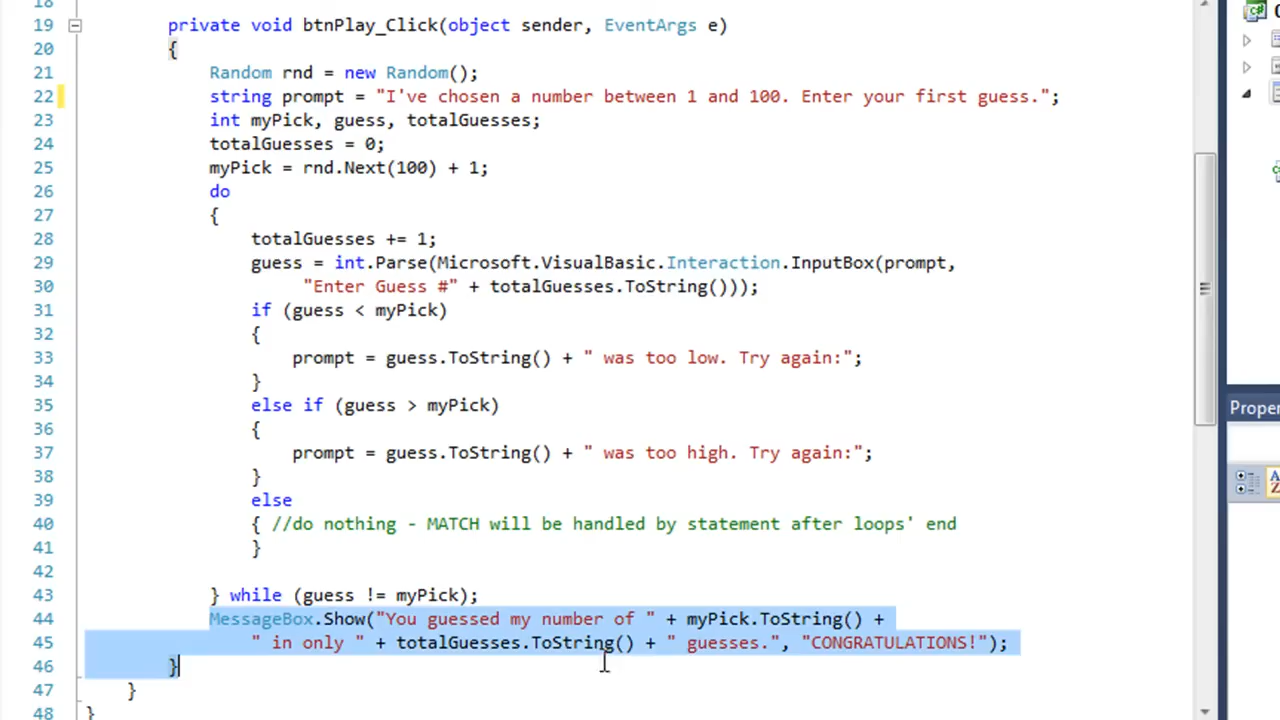 18
19 private void btnPlay_Click(object sender, EventArgs e)
20 {
21 Random rnd = new Random();
22 string prompt = "I've chosen a number between 1 and 100. Enter your first guess.";
23 int myPick, guess, totalGuesses;
24 totalGuesses = 0;
25 myPick = rnd.Next(100) + 1;
26 do
27 {
28 totalGuesses += 1;
29 guess = int.Parse(Microsoft.VisualBasic.Interaction.InputBox(prompt,
30 "Enter Guess #" + totalGuesses.ToString()));
31 if (guess < myPick)
32 {
33 prompt = guess.ToString() + " was too low. Try again:";
34 }
35 else if (guess > myPick)
36 {
37 prompt = guess.ToString() + " was too high. Try again:";
38 }
39 else
40 { //do nothing - MATCH will be handled by statement after loops' end
41 }
42
43 } while (guess != myPick);
44 MessageBox.Show("You guessed my number of " + myPick.ToString() +
45 " in only " + totalGuesses.ToString() + " guesses.", "CONGRATULATIONS!");
46 }
47 }
48 }
C#
Proper